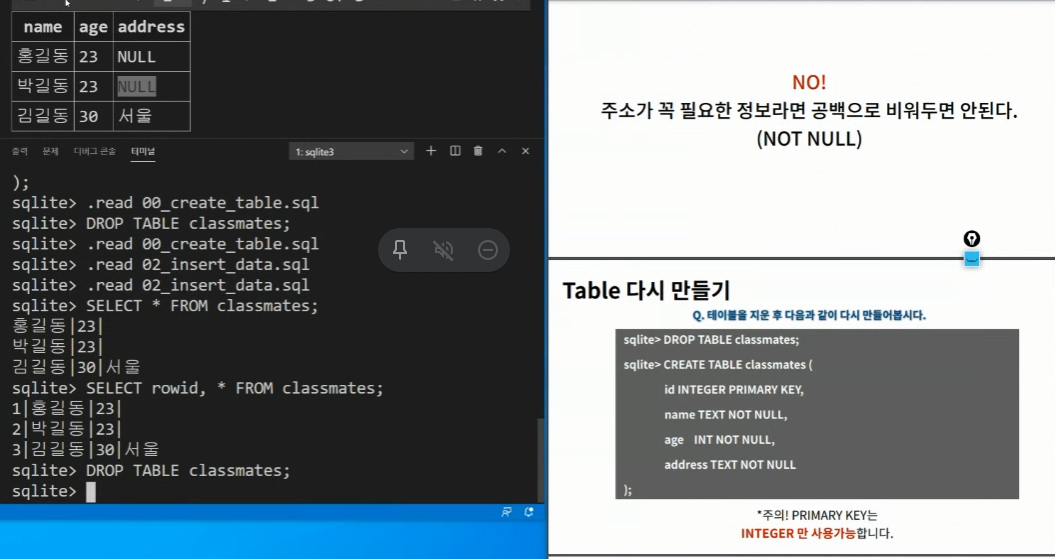 name age address
홍길동 23 NULL
박길동 23 NULL
김길동 30 서울
출력 문제 디버그 콘솔 터미널 1: sqlite3
);
sqlite> .read 00_create_table.sql
sqlite> DROP TABLE classmates;
sqlite> .read 00_create_table.sql
sqlite> .read 02_insert_data.sql
sqlite> .read 02_insert_data.sql
sqlite> SELECT * FROM classmates;
홍길동|23|
박길동|23|
김길동|30|서울
sqlite> SELECT rowid, * FROM classmates;
1|홍길동|23|
2|박길동|23|
3|김길동|30|서울
sqlite> DROP TABLE classmates;
sqlite>
NO!
주소가 꼭 필요한 정보라면 공백으로 비워두면 안된다.
(NOT NULL)
Table 다시 만들기
Q. 테이블을 지운 후 다음과 같이 다시 만들어봅시다.
sqlite> DROP TABLE classmates;
sqlite> CREATE TABLE classmates (
id INTEGER PRIMARY KEY,
name TEXT NOT NULL,
age INT NOT NULL,
address TEXT NOT NULL
);
*주의! PRIMARY KEY는
INTEGER 만 사용가능합니다.